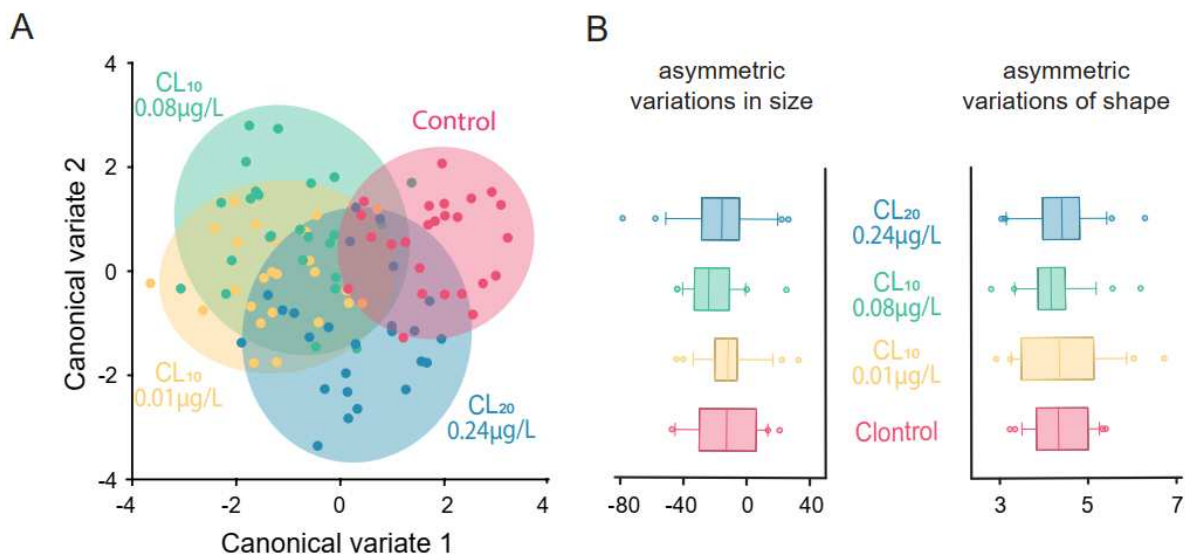 A
4
2
0
-2
-4
Canonical variate 2
-4
-2
0
2
4
Canonical variate 1
CL₁₀
0.08µg/L
Control
CL₁₀
0.01µg/L
CL₂₀
0.24µg/L
B
asymmetric
variations in size
asymmetric
variations of shape
CL₂₀
0.24µg/L
CL₁₀
0.08µg/L
CL₁₀
0.01µg/L
Clontrol
-80
-40
0
40
3
5
7